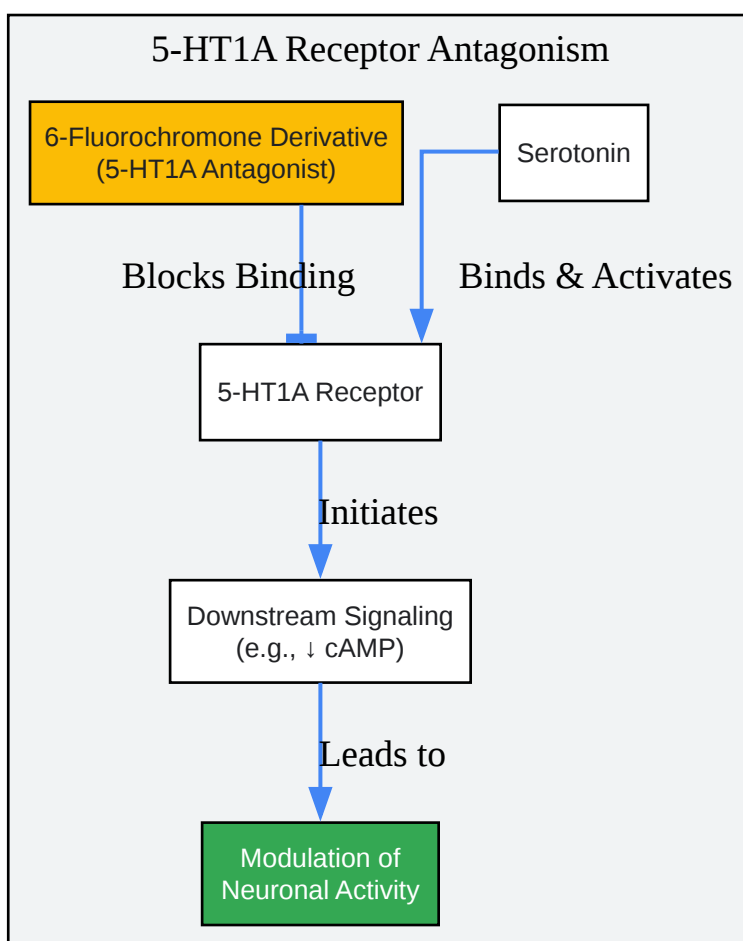 5-HT1A Receptor Antagonism
6-Fluorochromone Derivative
(5-HT1A Antagonist)
Serotonin
Blocks Binding
Binds & Activates
5-HT1A Receptor
Initiates
Downstream Signaling
(e.g., ↓ cAMP)
Leads to
Modulation of
Neuronal Activity